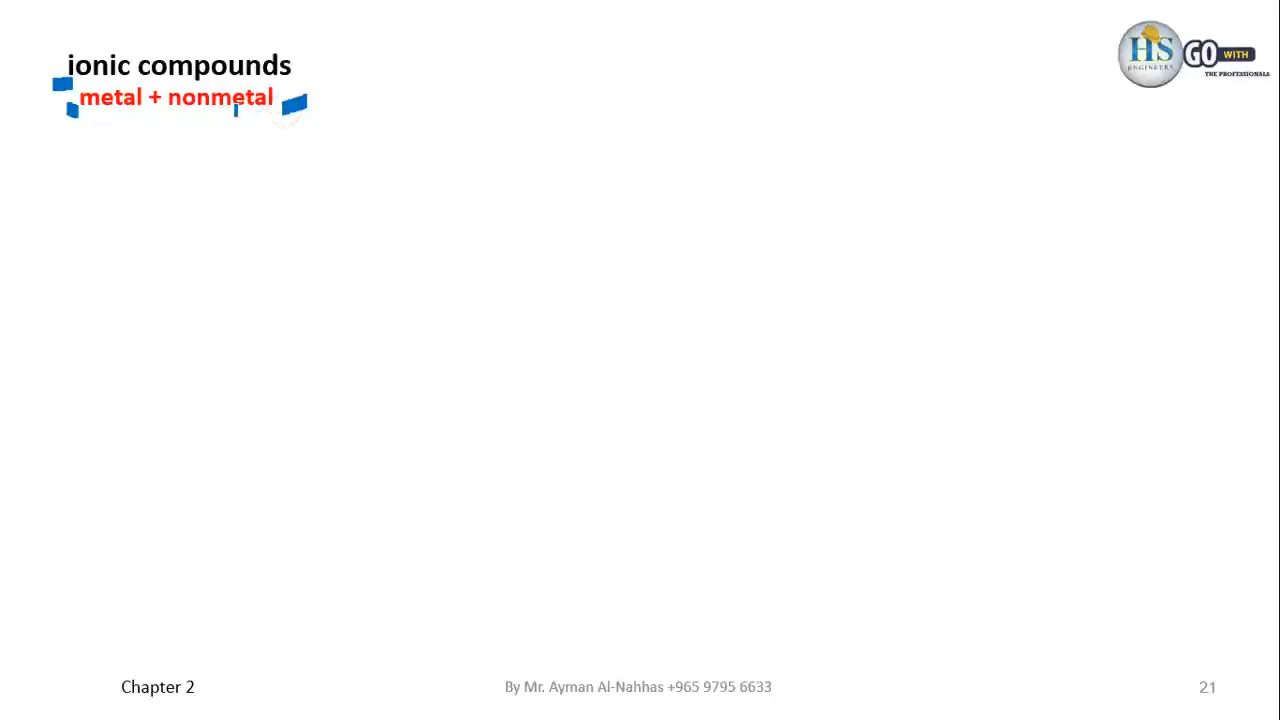 ionic compounds
metal + nonmetal
HS
ENGINEERS
GO WITH
THE PROFESSIONALS
Chapter 2
By Mr. Ayman Al-Nahhas +965 9795 6633
21